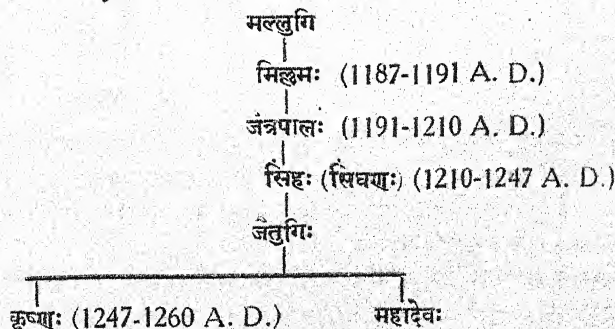 मल्लुगि
मिल्लमः (1187-1191 A. D.)
जंत्रपालः (1191-1210 A. D.)
सिंहः (सिंघणः) (1210-1247 A. D.)
जैतुगिः
कृष्णः (1247-1260 A. D.) महादेवः